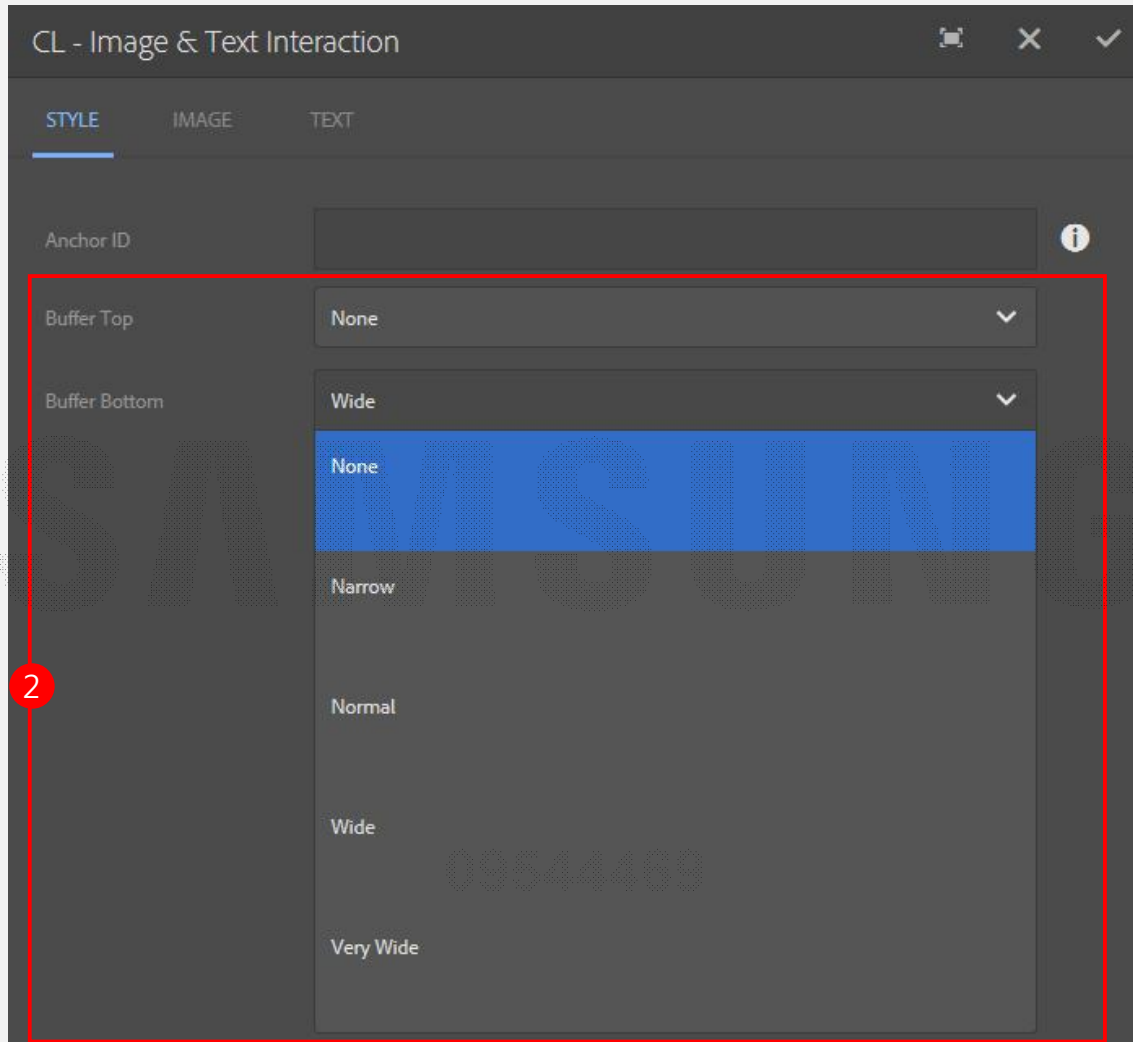 CL - Image & Text Interaction
STYLE IMAGE TEXT
Anchor ID
Buffer Top None
Buffer Bottom Wide
None
SAMSUNG
Narrow
2
Normal
Wide
09544469
Very Wide